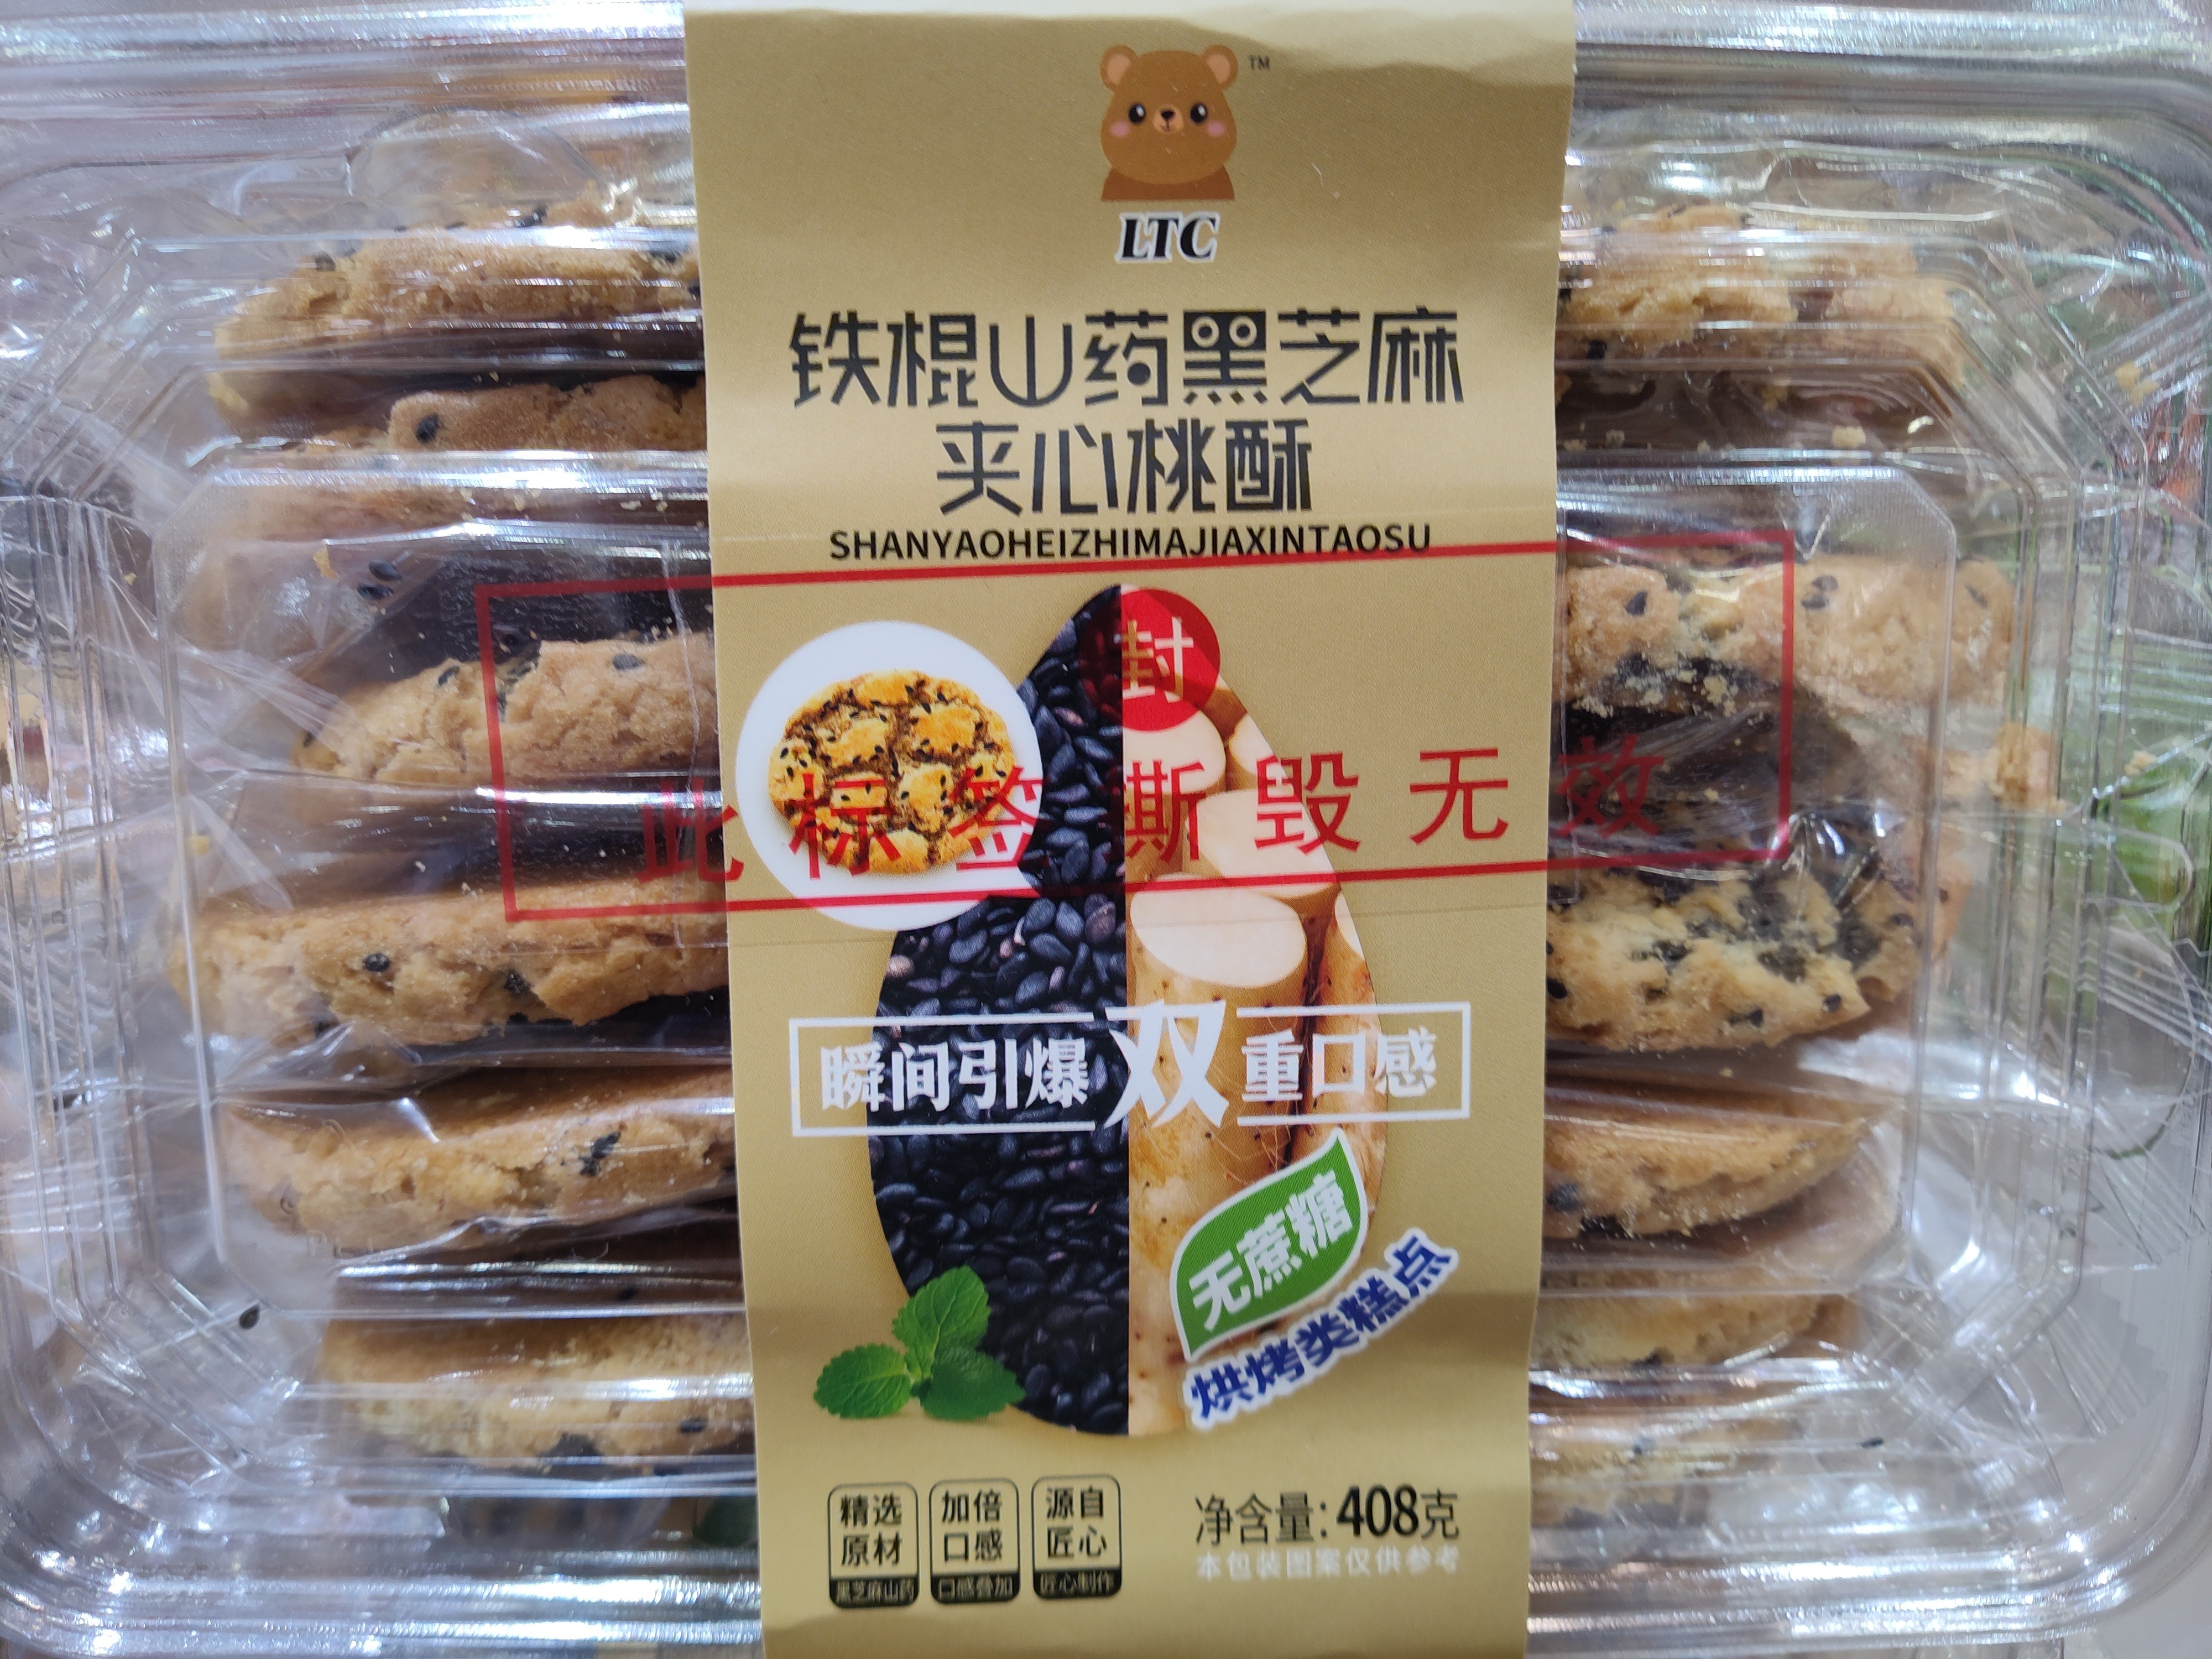 TM
LTC
铁棍山药黑芝麻
夹心桃酥
SHANYAOHEIZHIMAJIAXINTAOSU
封
此标签撕毁无效
瞬间引爆双重口感
无蔗糖
烘烤类糕点
精选
原材
黑芝麻山药
加倍
口感
口感叠加
源自
匠心
匠心制作
净含量:408克
本包装图案仅供参考